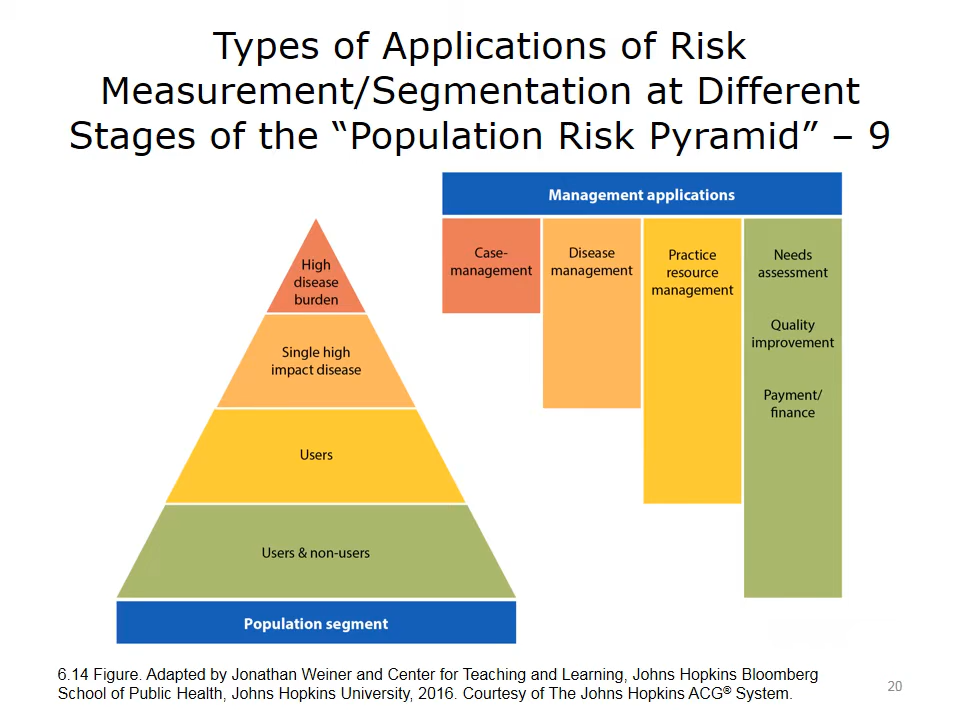 Types of Applications of Risk
Measurement/Segmentation at Different
Stages of the “Population Risk Pyramid” – 9
High
disease
burden
Single high
impact disease
Users
Users & non-users
Population segment
Management applications
Case-
management
Disease
management
Practice
resource
management
Needs
assessment
Quality
improvement
Payment/
finance
6.14 Figure. Adapted by Jonathan Weiner and Center for Teaching and Learning, Johns Hopkins Bloomberg
School of Public Health, Johns Hopkins University, 2016. Courtesy of The Johns Hopkins ACG® System.
20